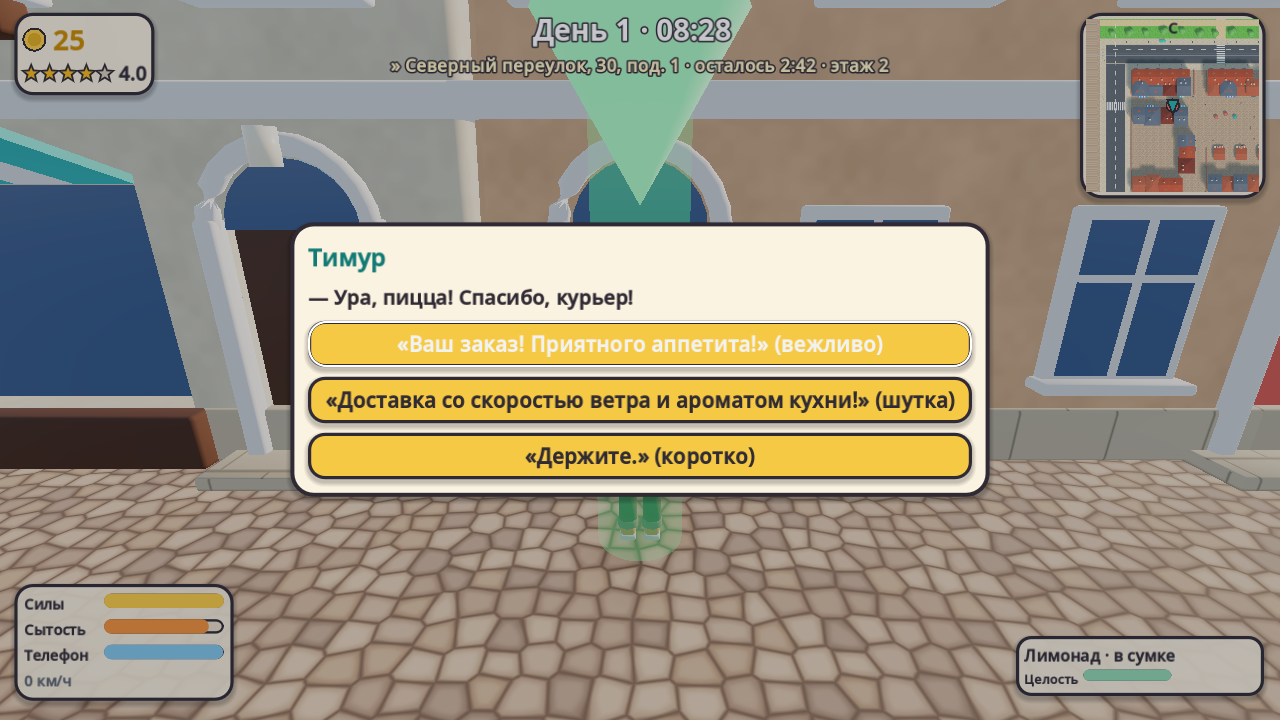 25
4.0
День 1 · 08:28
» Северный переулок, 30, под. 1 · осталось 2:42 · этаж 2
С
Тимур
— Ура, пицца! Спасибо, курьер!
«Ваш заказ! Приятного аппетита!» (вежливо)
«Доставка со скоростью ветра и ароматом кухни!» (шутка)
«Держите.» (коротко)
Силы
Сытость
Телефон
0 км/ч
Лимонад · в сумке
Целость